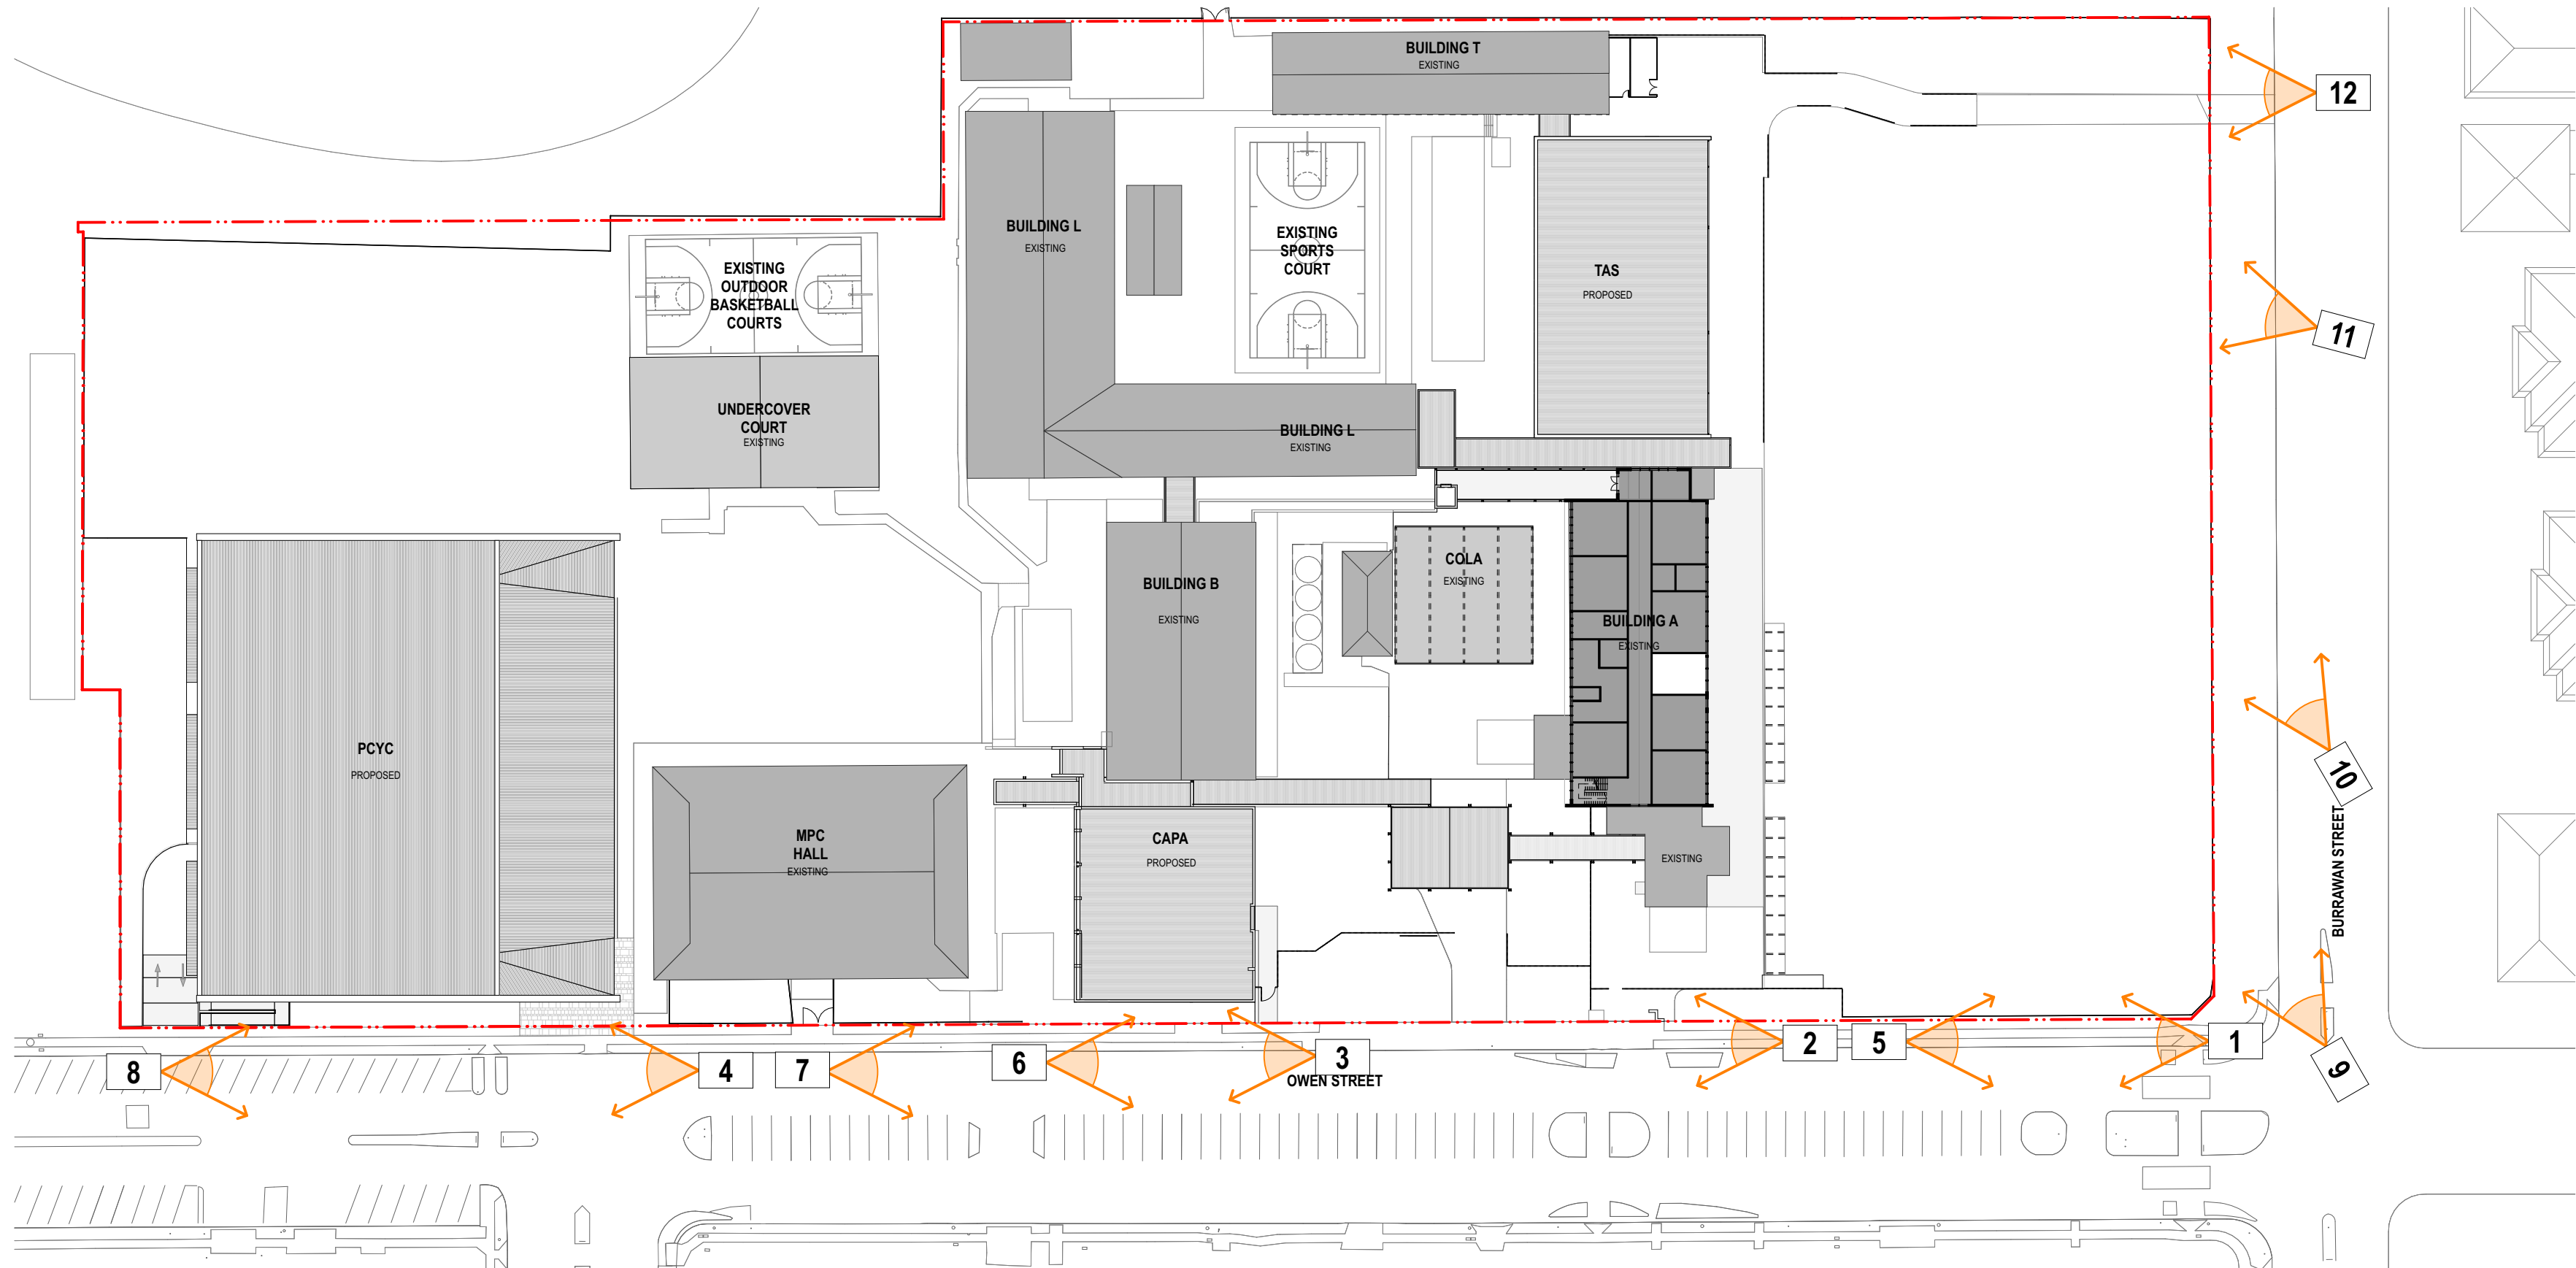 BUILDING T
EXISTING
12
BUILDING L
EXISTING
EXISTING
SPORTS
COURT
EXISTING
OUTDOOR
BASKETBALL
COURTS
TAS
PROPOSED
11
UNDERCOVER
COURT
EXISTING
BUILDING L
EXISTING
BUILDING B
EXISTING
COLA
EXISTING
BUILDING A
EXISTING
PCYC
PROPOSED
10
MPC
HALL
EXISTING
CAPA
PROPOSED
EXISTING
BURRAWAN STREET
8
4
7
6
3
2
5
1
9
OWEN STREET